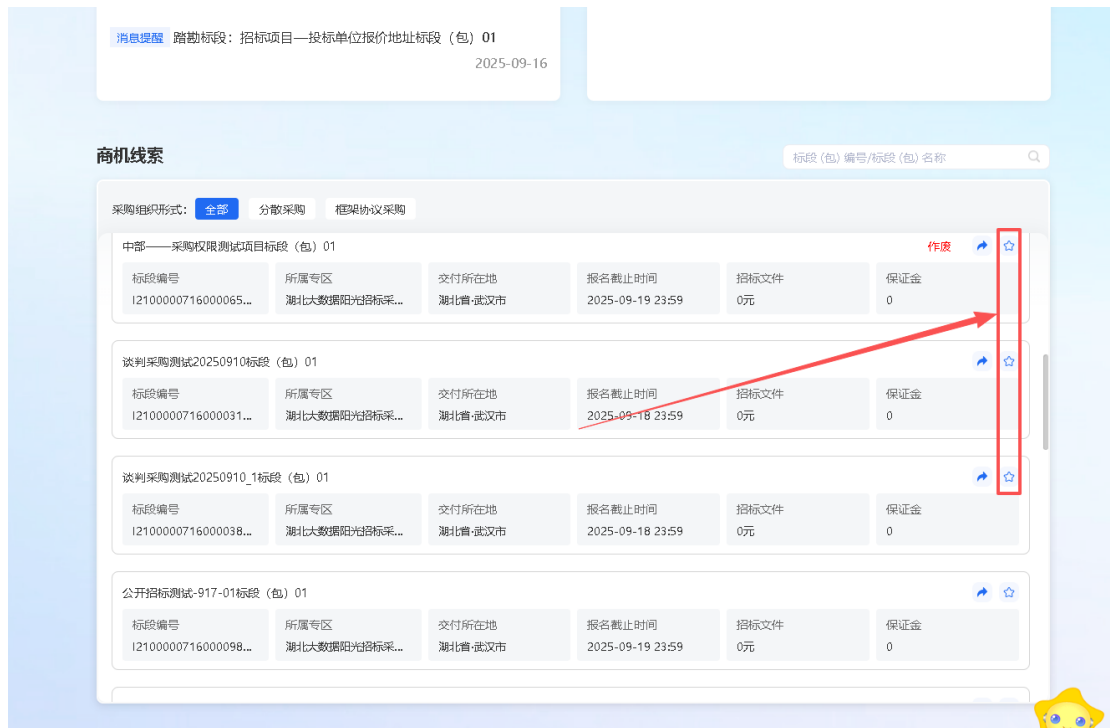 消息提醒 踏勘标段：招标项目—投标单位报价地址标段（包）01
2025-09-16
商机线索
标段（包）编号/标段（包）名称
采购组织形式： 全部 分散采购 框架协议采购
中部——采购权限测试项目标段（包）01 作废
标段编号 所属专区 交付所在地 报名截止时间 招标文件 保证金
I2100000716000065... 湖北大数据阳光招标采... 湖北省·武汉市 2025-09-19 23:59 0元 0
谈判采购测试20250910标段（包）01
标段编号 所属专区 交付所在地 报名截止时间 招标文件 保证金
I2100000716000031... 湖北大数据阳光招标采... 湖北省·武汉市 2025-09-18 23:59 0元 0
谈判采购测试20250910_1标段（包）01
标段编号 所属专区 交付所在地 报名截止时间 招标文件 保证金
I2100000716000038... 湖北大数据阳光招标采... 湖北省·武汉市 2025-09-18 23:59 0元 0
公开招标测试-917-01标段（包）01
标段编号 所属专区 交付所在地 报名截止时间 招标文件 保证金
I2100000716000098... 湖北大数据阳光招标采... 湖北省·武汉市 2025-09-19 23:59 0元 0